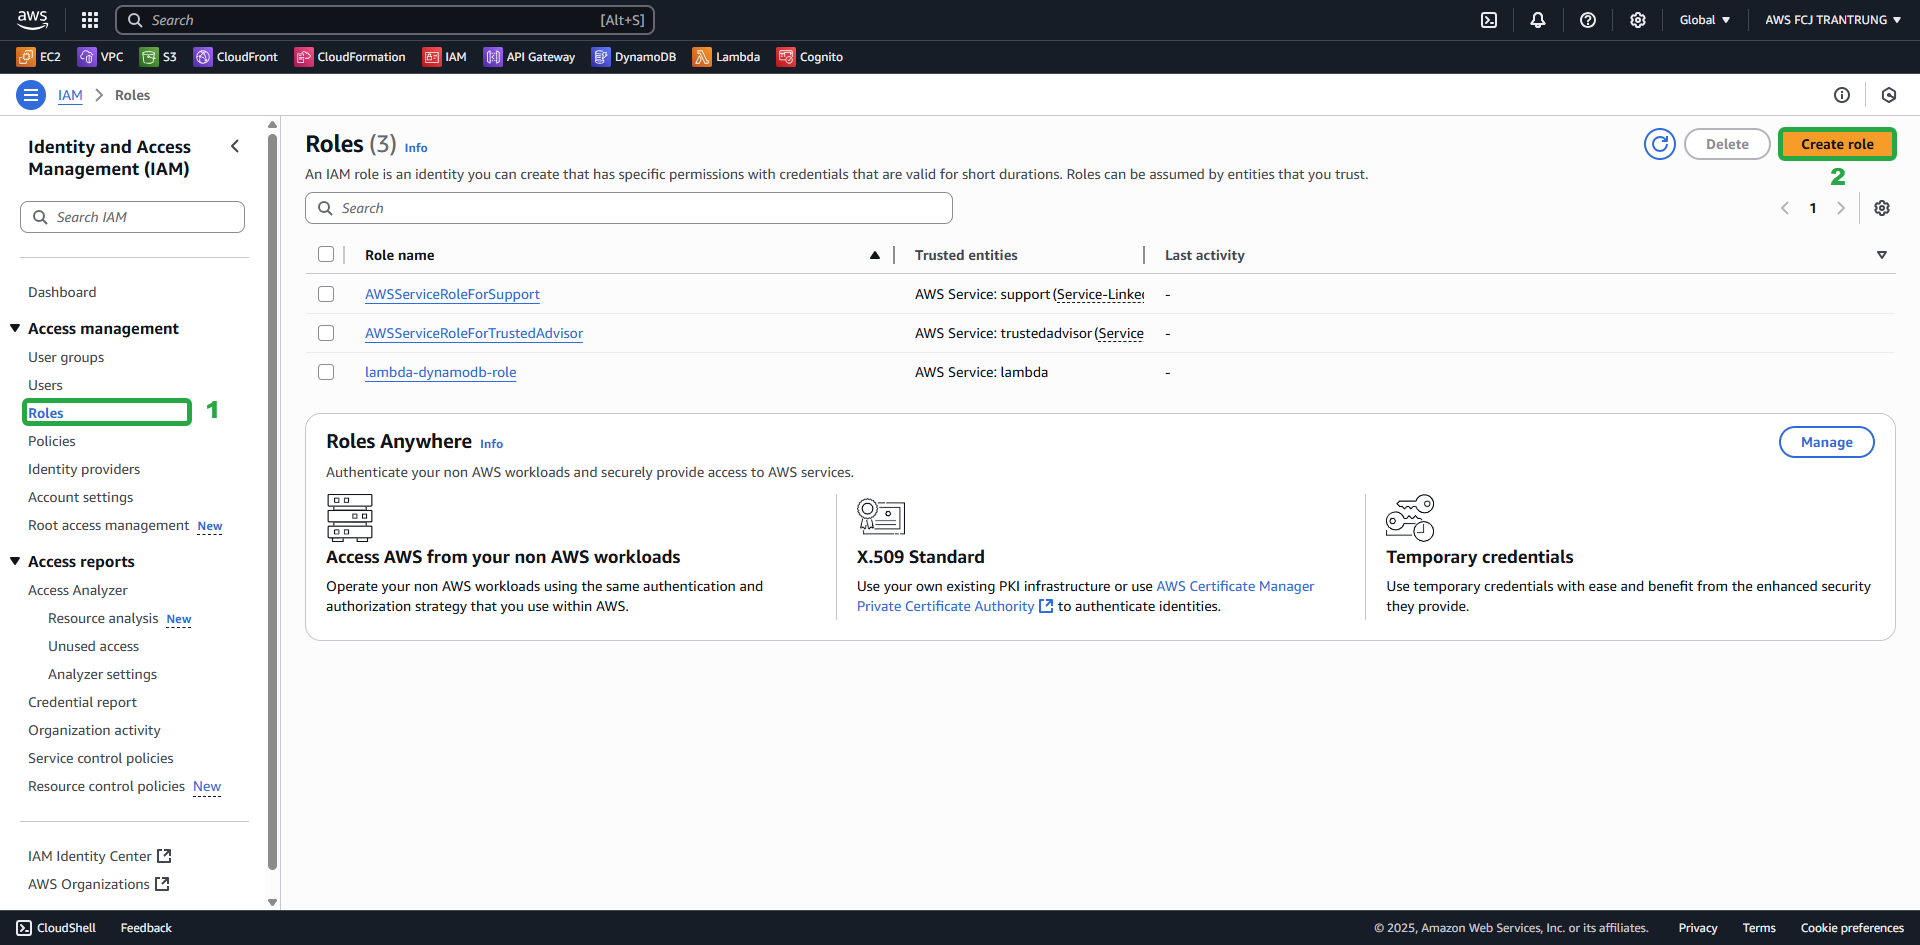 aws Search [Alt+S] Global AWS FCJ TRANTRUNG
EC2 VPC S3 CloudFront CloudFormation IAM API Gateway DynamoDB Lambda Cognito
IAM Roles
Identity and Access
Management (IAM)
Search IAM
Dashboard
Access management
User groups
Users
Roles 1
Policies
Identity providers
Account settings
Root access management New
Access reports
Access Analyzer
Resource analysis New
Unused access
Analyzer settings
Credential report
Organization activity
Service control policies
Resource control policies New
IAM Identity Center
AWS Organizations
Roles (3) Info
Delete Create role
2
An IAM role is an identity you can create that has specific permissions with credentials that are valid for short durations. Roles can be assumed by entities that you trust.
Search
1
Role name Trusted entities Last activity
AWSServiceRoleForSupport AWS Service: support (Service-Linked -
AWSServiceRoleForTrustedAdvisor AWS Service: trustedadvisor (Service -
lambda-dynamodb-role AWS Service: lambda -
Roles Anywhere Info
Manage
Authenticate your non AWS workloads and securely provide access to AWS services.
Access AWS from your non AWS workloads
Operate your non AWS workloads using the same authentication and
authorization strategy that you use within AWS.
X.509 Standard
Use your own existing PKI infrastructure or use AWS Certificate Manager
Private Certificate Authority to authenticate identities.
Temporary credentials
Use temporary credentials with ease and benefit from the enhanced security
they provide.
CloudShell Feedback © 2025, Amazon Web Services, Inc. or its affiliates. Privacy Terms Cookie preferences